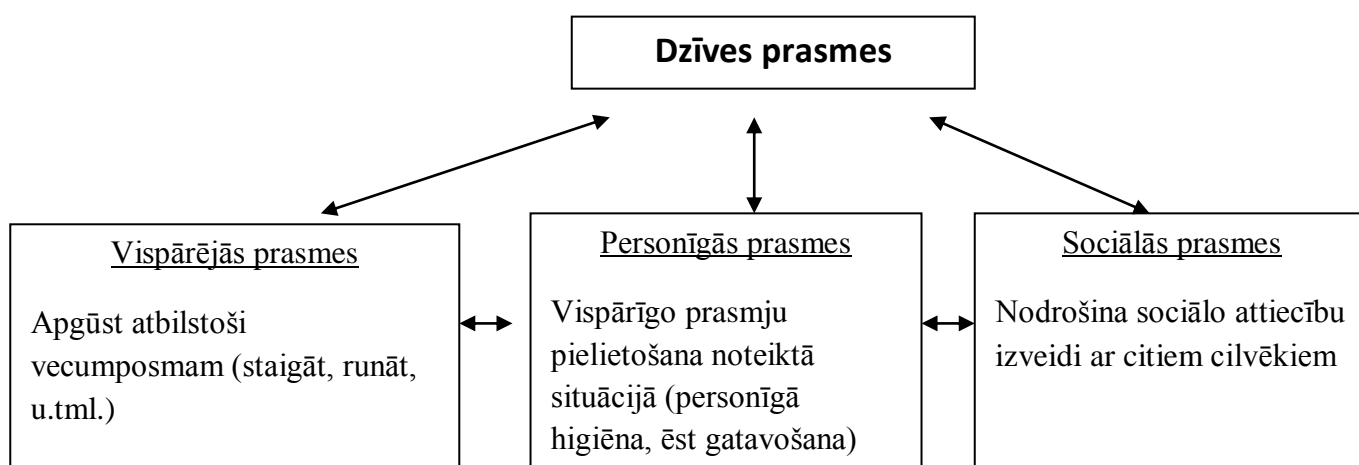 Dzīves prasmes
Vispārējās prasmes
Apgūst atbilstoši
vecumposmam (staigāt, runāt,
u.tml.)
Personīgās prasmes
Vispārīgo prasmju
pielietošana noteiktā
situācijā (personīgā
higiēna, ēst gatavošana)
Sociālās prasmes
Nodrošina sociālo attiecību
izveidi ar citiem cilvēkiem